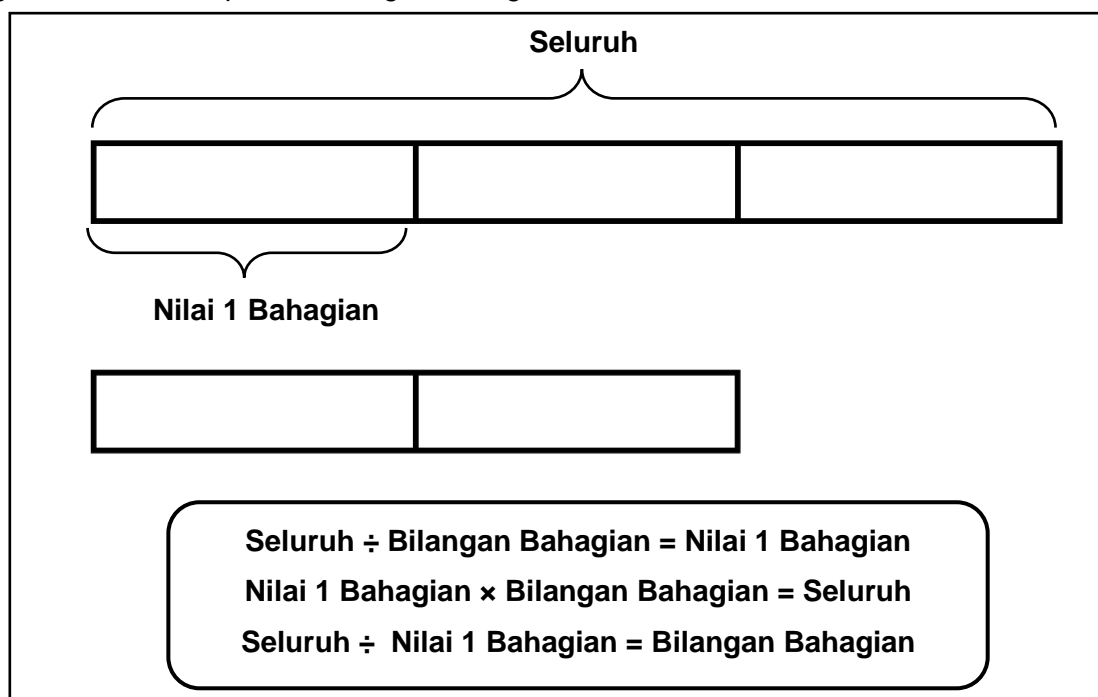 Seluruh
Nilai 1 Bahagian
Seluruh ÷ Bilangan Bahagian = Nilai 1 Bahagian
Nilai 1 Bahagian × Bilangan Bahagian = Seluruh
Seluruh ÷ Nilai 1 Bahagian = Bilangan Bahagian